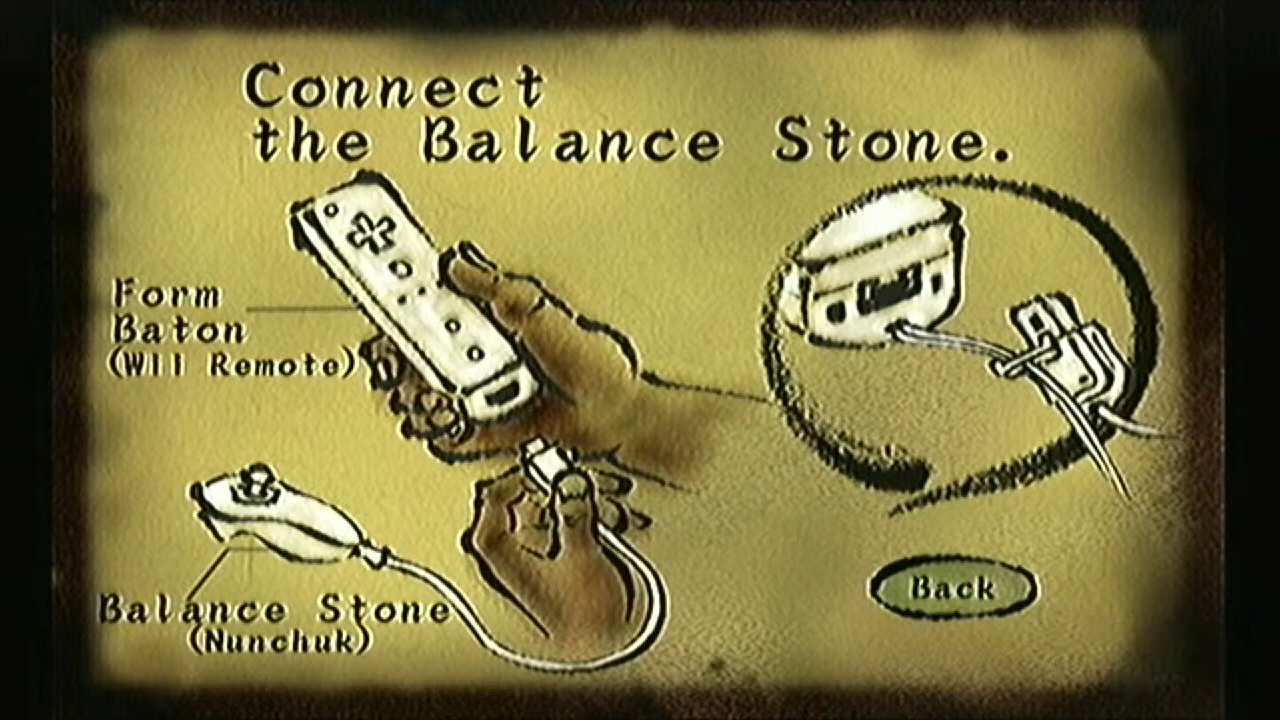 Connect
the Balance Stone.
Form
Baton
(WII Remote)
Balance Stone
(Nunchuk)
Back